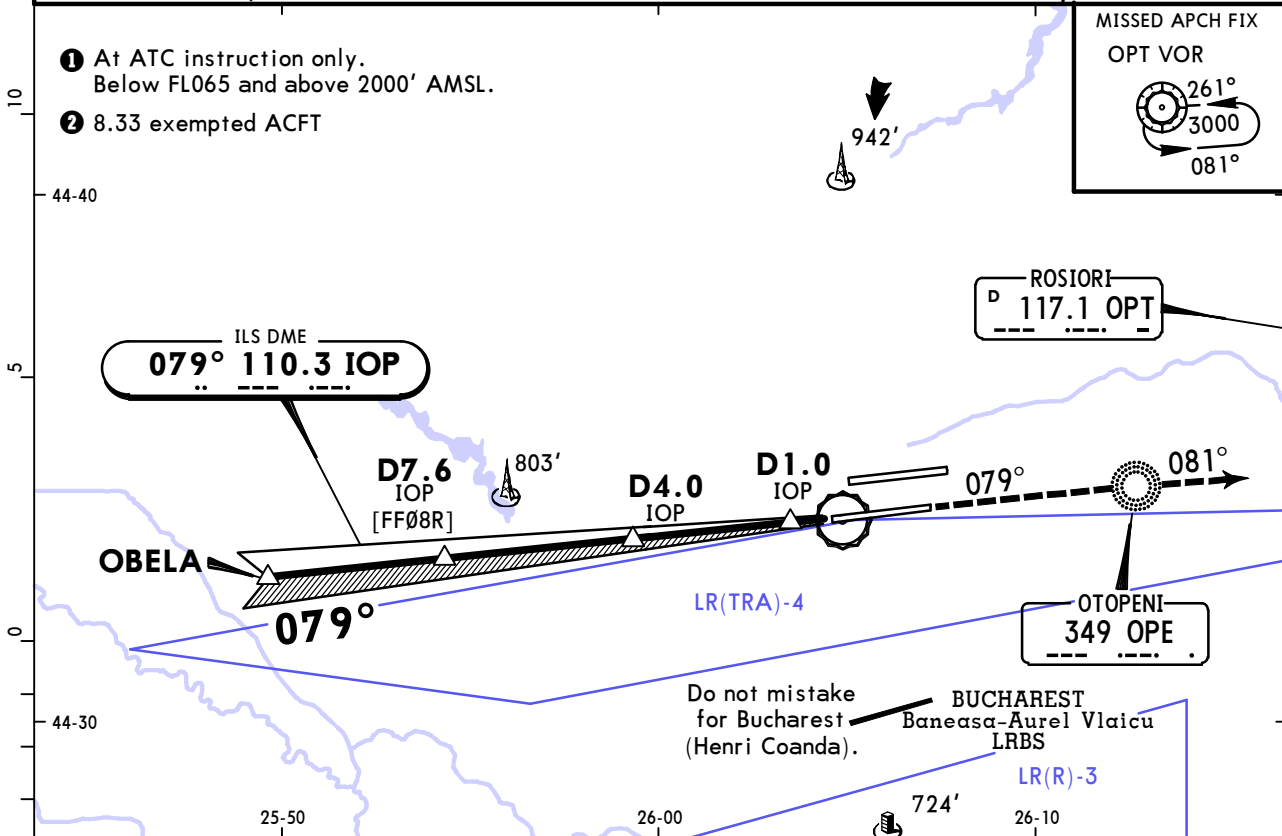 ❶ At ATC instruction only.
Below FL065 and above 2000' AMSL.
❷ 8.33 exempted ACFT
MISSED APCH FIX
OPT VOR
261°
3000
081°
10
44-40
942'
ROSIORI
D 117.1 OPT
ILS DME
079° 110.3 IOP
5
D7.6
IOP
[FFØ8R]
803'
D4.0
IOP
D1.0
IOP
079°
081°
OBELA
079°
LR(TRA)-4
OTOPENI
349 OPE
0
44-30
Do not mistake
for Bucharest
(Henri Coanda).
BUCHAREST
Baneasa-Aurel Vlaicu
LRBS
LR(R)-3
724'
25-50
26-00
26-10